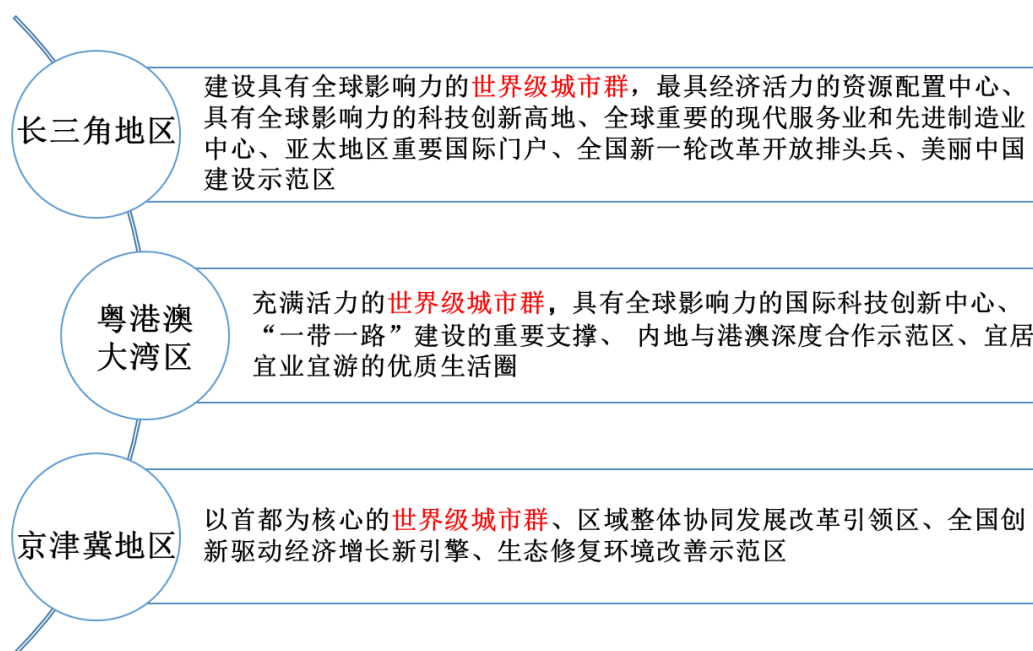 长三角地区
建设具有全球影响力的世界级城市群，最具经济活力的资源配置中心、
具有全球影响力的科技创新高地、全球重要的现代服务业和先进制造业
中心、亚太地区重要国际门户、全国新一轮改革开放排头兵、美丽中国
建设示范区
粤港澳
大湾区
充满活力的世界级城市群，具有全球影响力的国际科技创新中心、
“一带一路”建设的重要支撑、 内地与港澳深度合作示范区、宜居
宜业宜游的优质生活圈
京津冀地区
以首都为核心的世界级城市群、区域整体协同发展改革引领区、全国创
新驱动经济增长新引擎、生态修复环境改善示范区